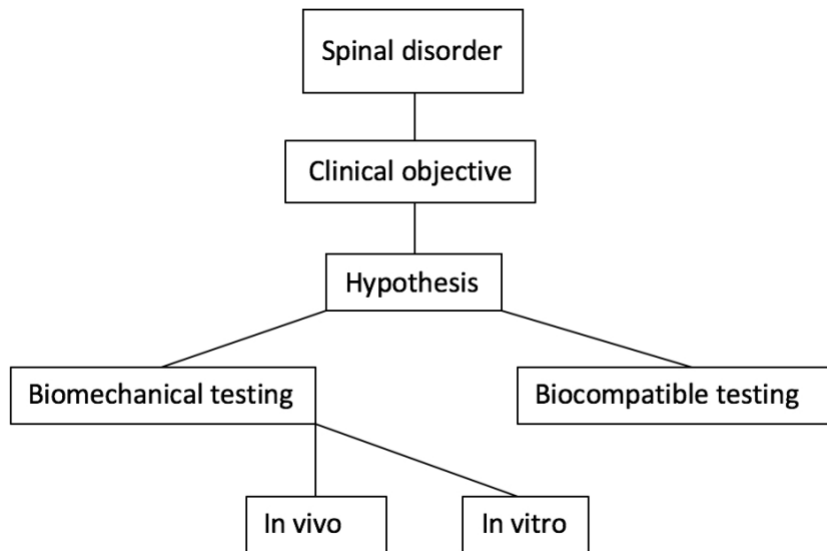 Spinal disorder
Clinical objective
Hypothesis
Biomechanical testing
Biocompatible testing
In vivo
In vitro